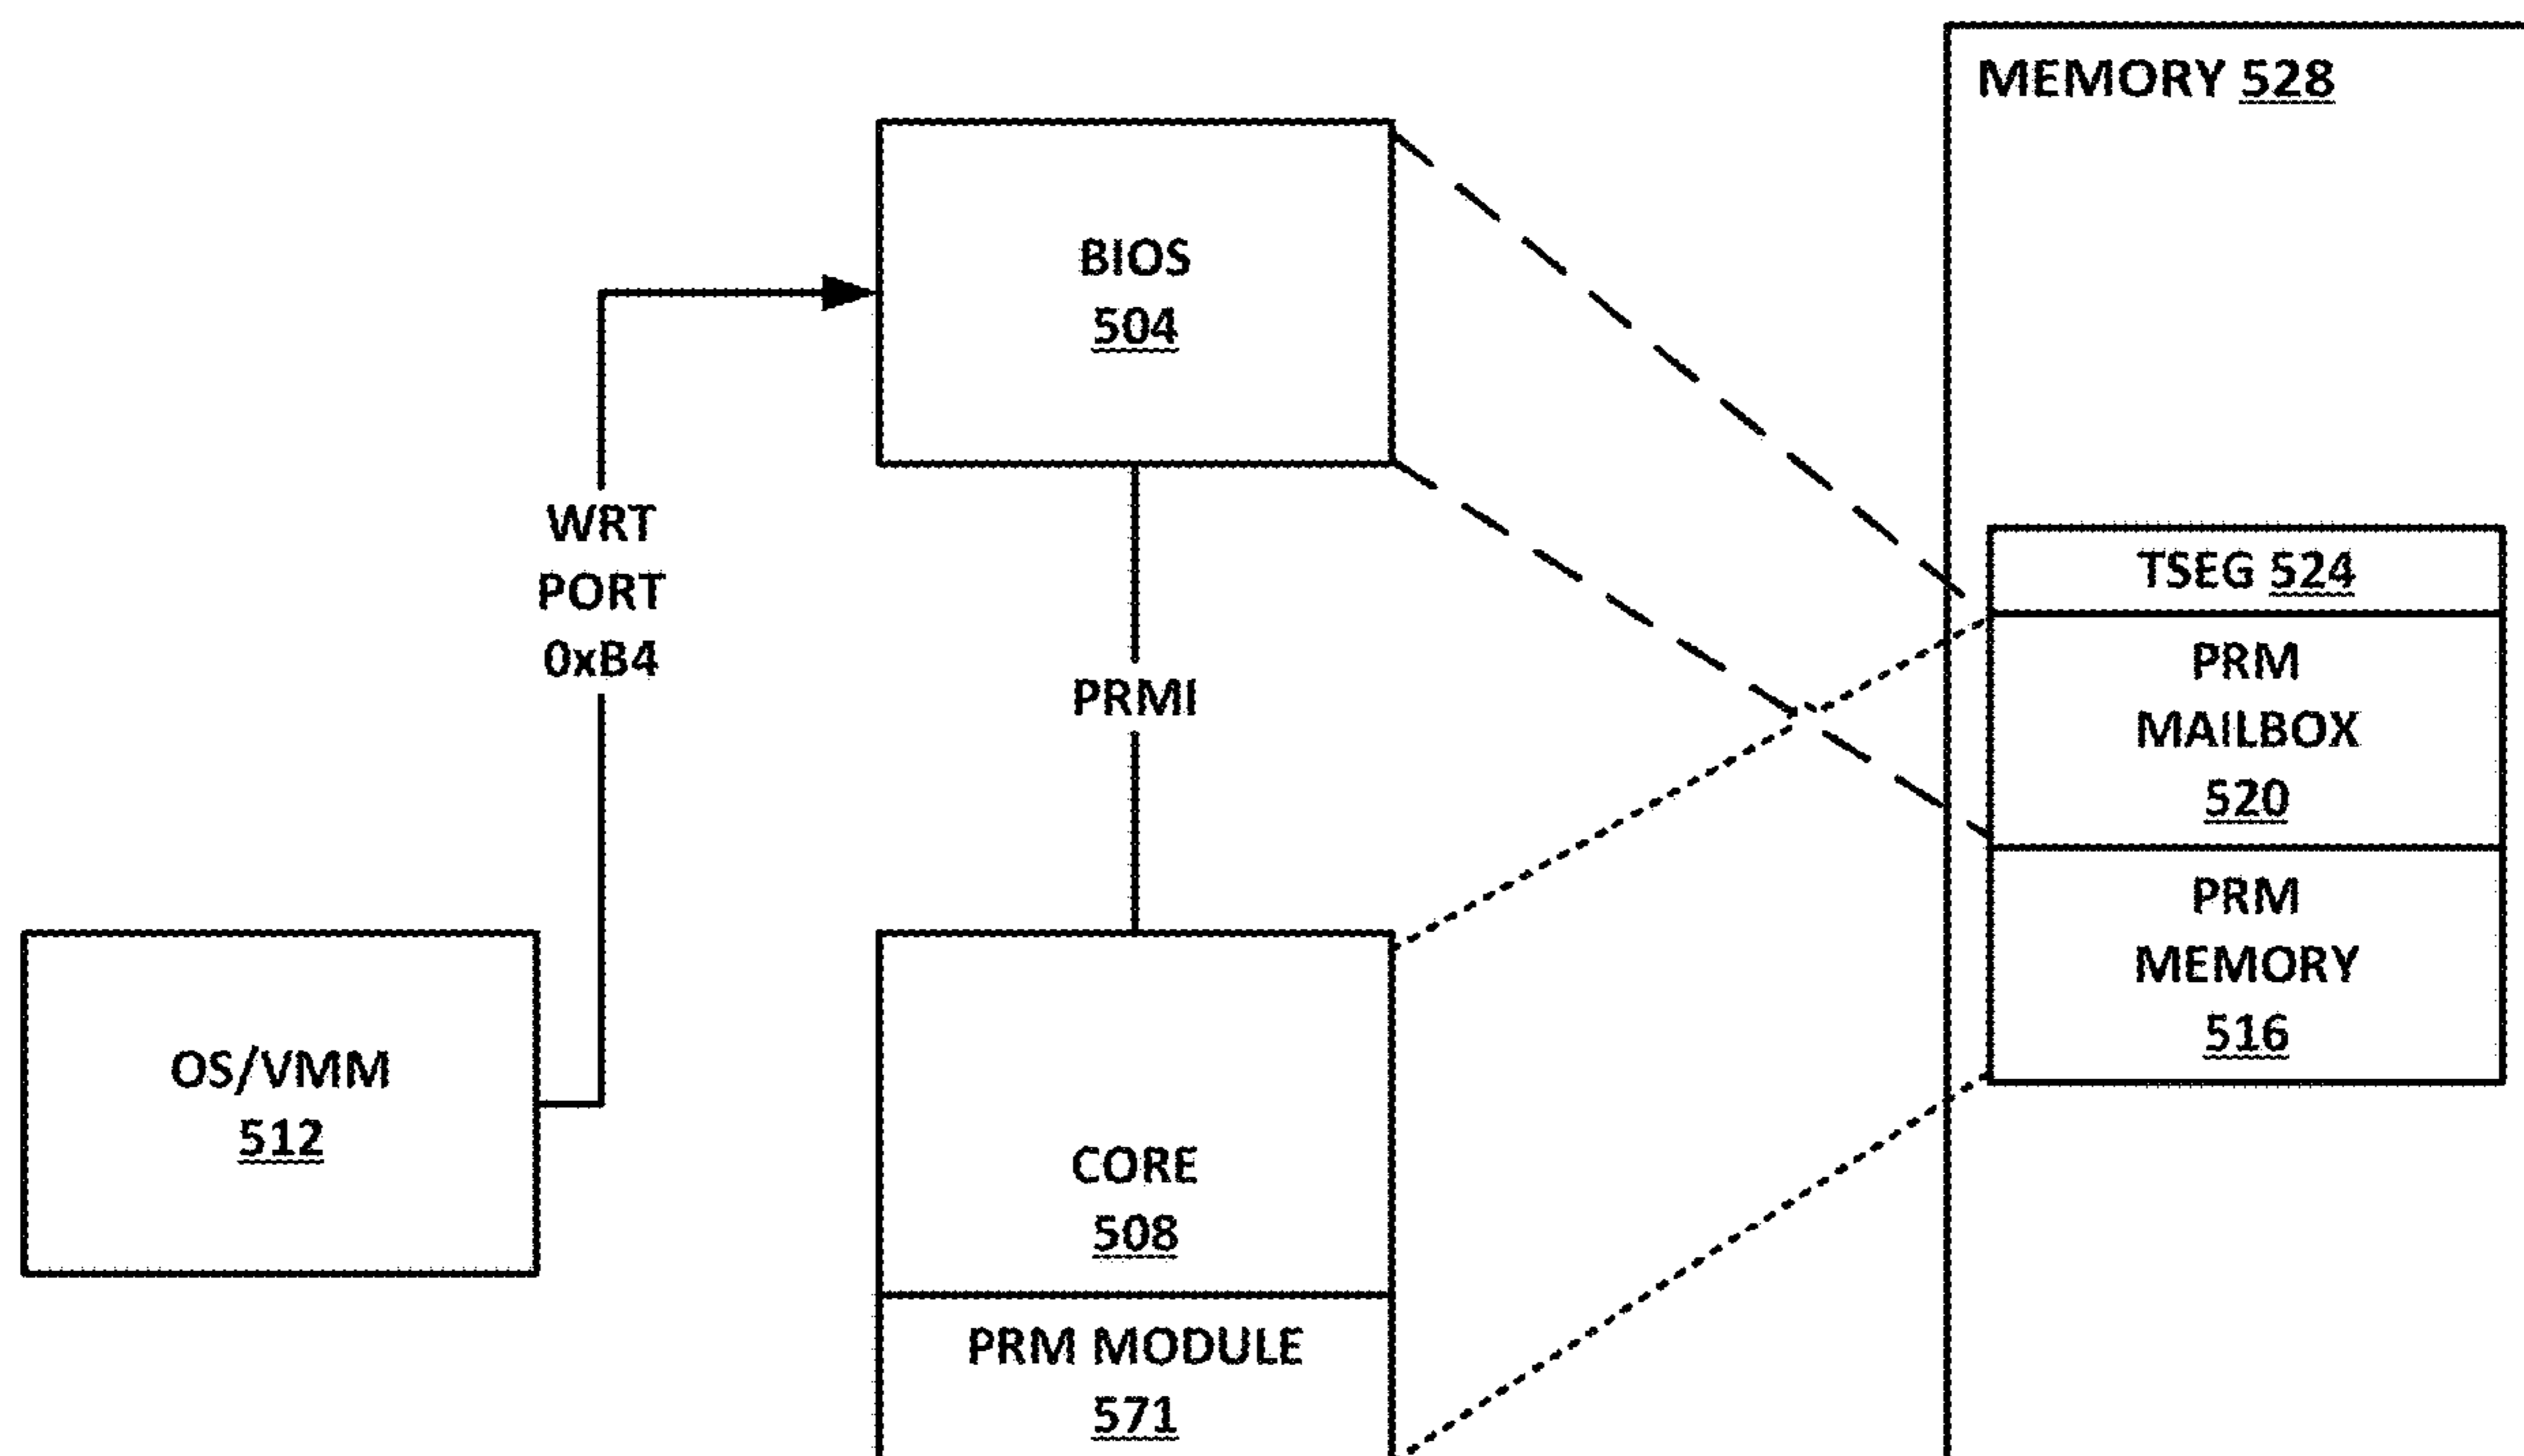 MEMORY 528
BIOS
504
WRT
PORT
0xB4
PRMI
TSEG 524
PRM
MAILBOX
520
PRM
MEMORY
516
OS/VMM
512
CORE
508
PRM MODULE
571